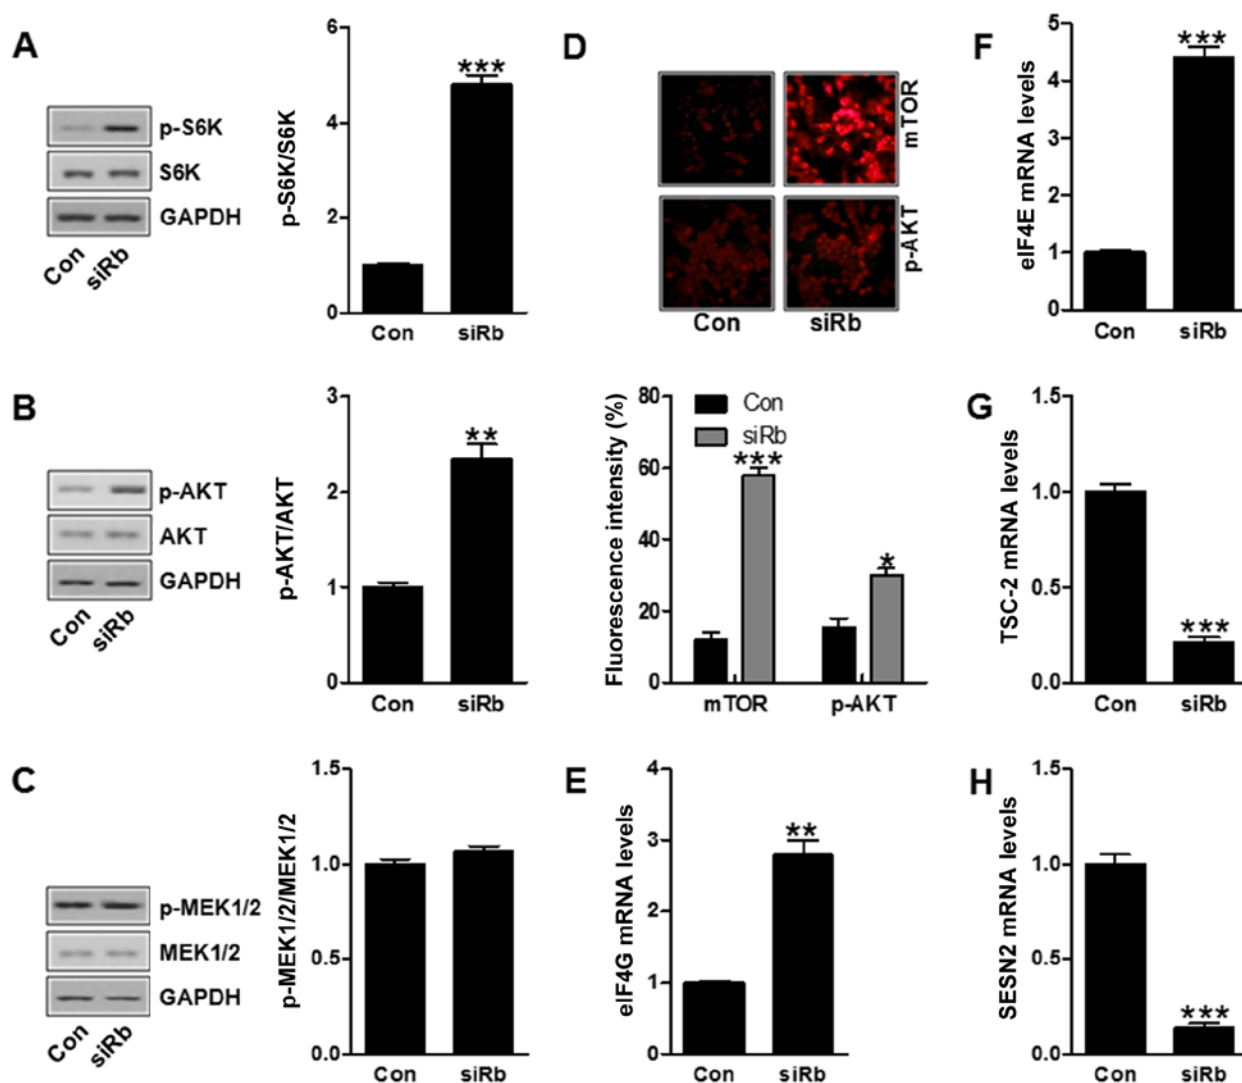 A
p-S6K
S6K
GAPDH
Con siRb
p-S6K/S6K
6
4
2
0
***
Con siRb
B
p-AKT
AKT
GAPDH
Con siRb
p-AKT/AKT
3
2
1
0
**
Con siRb
C
p-MEK1/2
MEK1/2
GAPDH
Con siRb
p-MEK1/2/MEK1/2
1.5
1.0
0.5
0.0
Con siRb
D
mTOR
p-AKT
Con siRb
Fluorescence intensity (%)
80
60
40
20
0
Con
siRb
***
*
mTOR p-AKT
E
eIF4G mRNA levels
4
3
2
1
0
**
Con siRb
F
eIF4E mRNA levels
5
4
3
2
1
0
***
Con siRb
G
TSC-2 mRNA levels
1.5
1.0
0.5
0.0
***
Con siRb
H
SESN2 mRNA levels
1.5
1.0
0.5
0.0
***
Con siRb